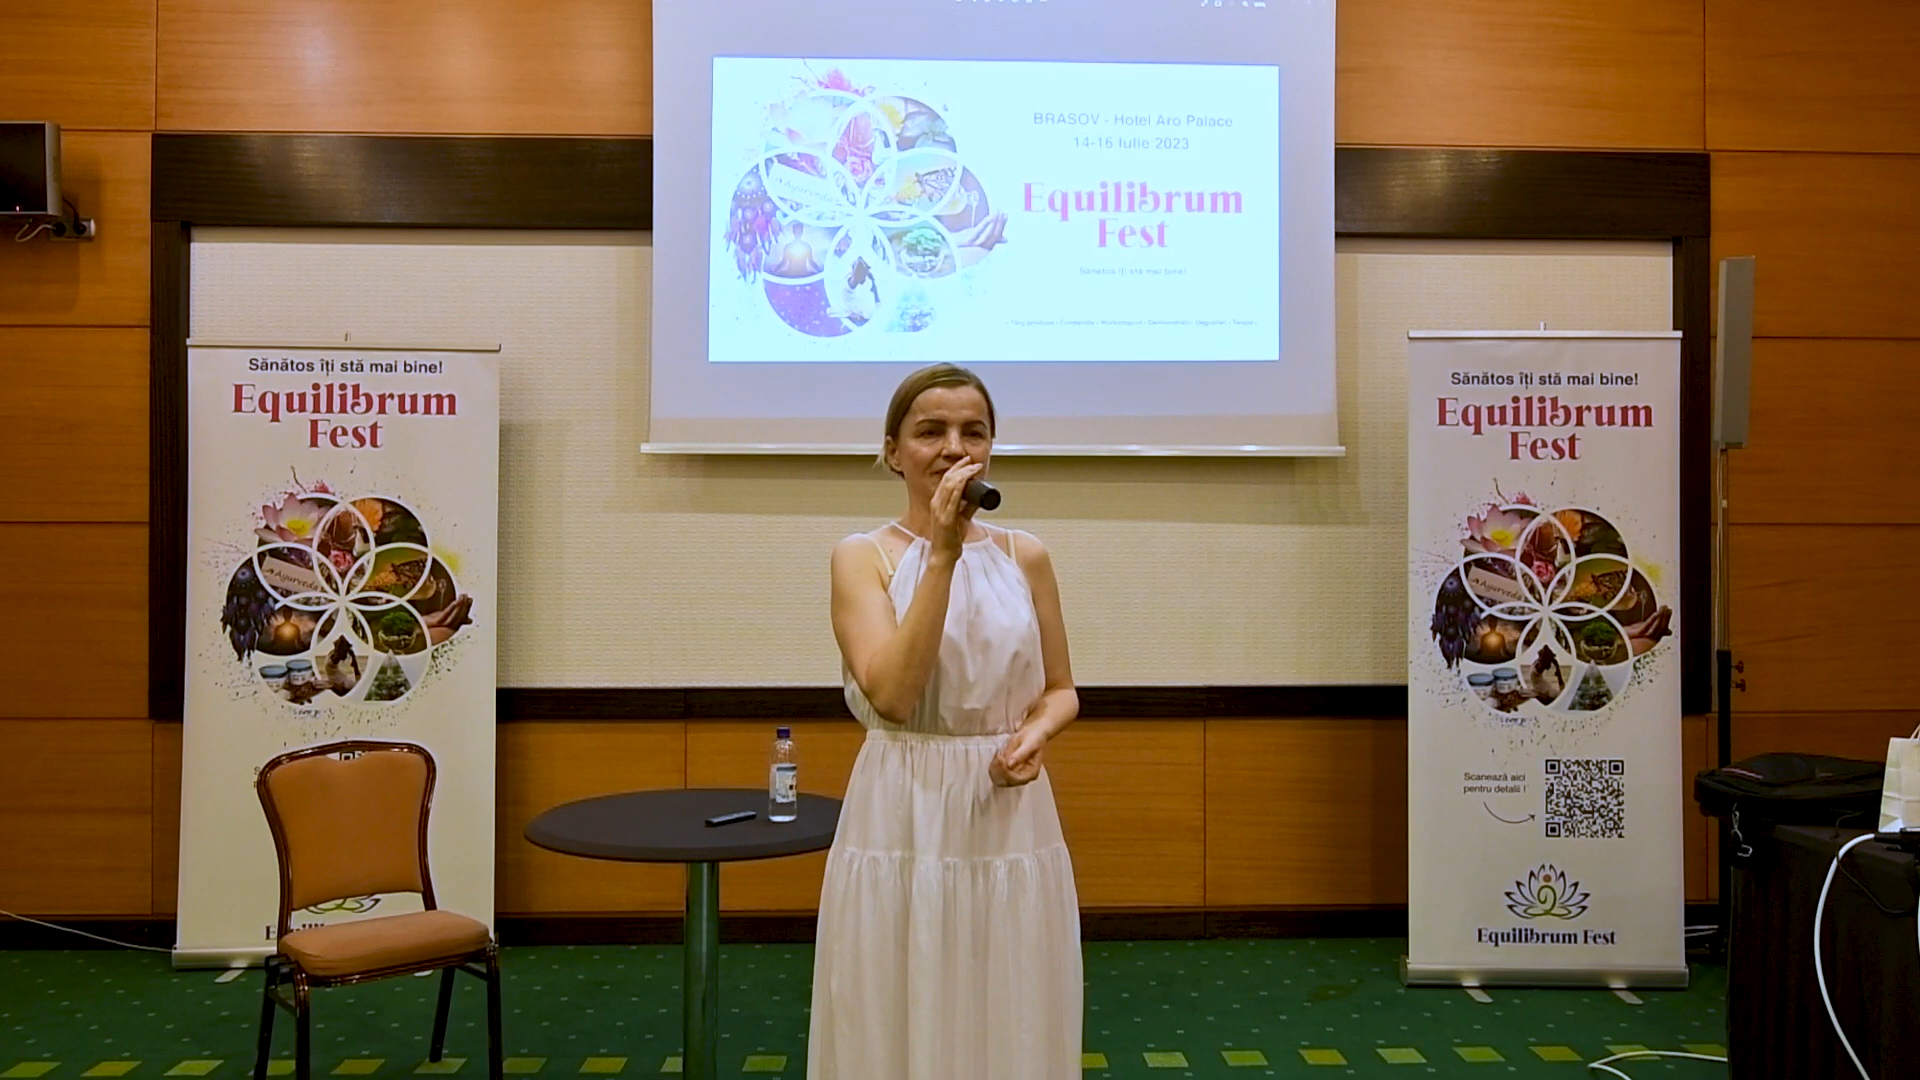 BRASOV - Hotel Aro Palace
14-16 Iulie 2023
Equilibrum
Fest
Sănătos îți stă mai bine!
Ayurveda
Sănătos îți stă mai bine!
Equilibrum
Fest
Ayurveda
Sănătos îți stă mai bine!
Equilibrum
Fest
Ayurveda
Scanează aici
pentru detalii !
Equilibrum Fest